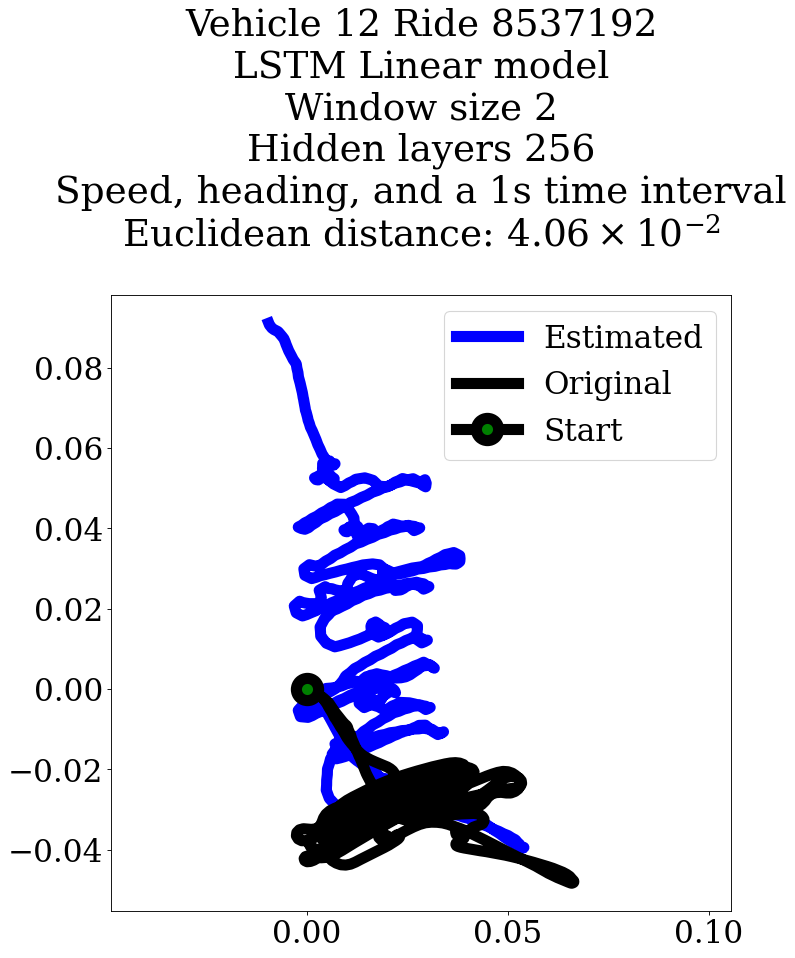 Vehicle 12 Ride 8537192
LSTM Linear model
Window size 2
Hidden layers 256
Speed, heading, and a 1s time interval
Euclidean distance: 4.06 × 10⁻²
Estimated
Original
Start
0.08
0.06
0.04
0.02
0.00
−0.02
−0.04
0.00 0.05 0.10